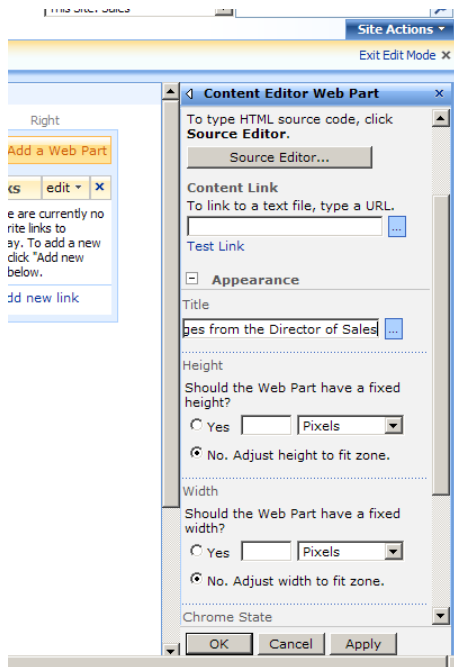 This Site: Sales
Site Actions
Exit Edit Mode
Right
Add a Web Part
ks edit
e are currently no
rite links to
ay. To add a new
click "Add new
below.
dd new link
Content Editor Web Part
To type HTML source code, click
Source Editor.
Source Editor...
Content Link
To link to a text file, type a URL.
...
Test Link
Appearance
Title
ges from the Director of Sales ...
Height
Should the Web Part have a fixed
height?
Yes Pixels
No. Adjust height to fit zone.
Width
Should the Web Part have a fixed
width?
Yes Pixels
No. Adjust width to fit zone.
Chrome State
OK Cancel Apply